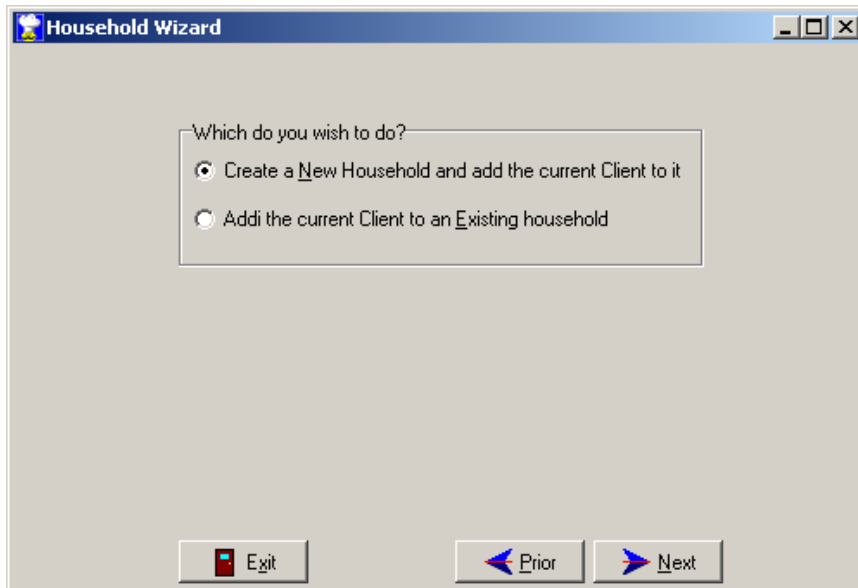 Household Wizard
Which do you wish to do?
Create a New Household and add the current Client to it
Addi the current Client to an Existing household
Exit
Prior
Next